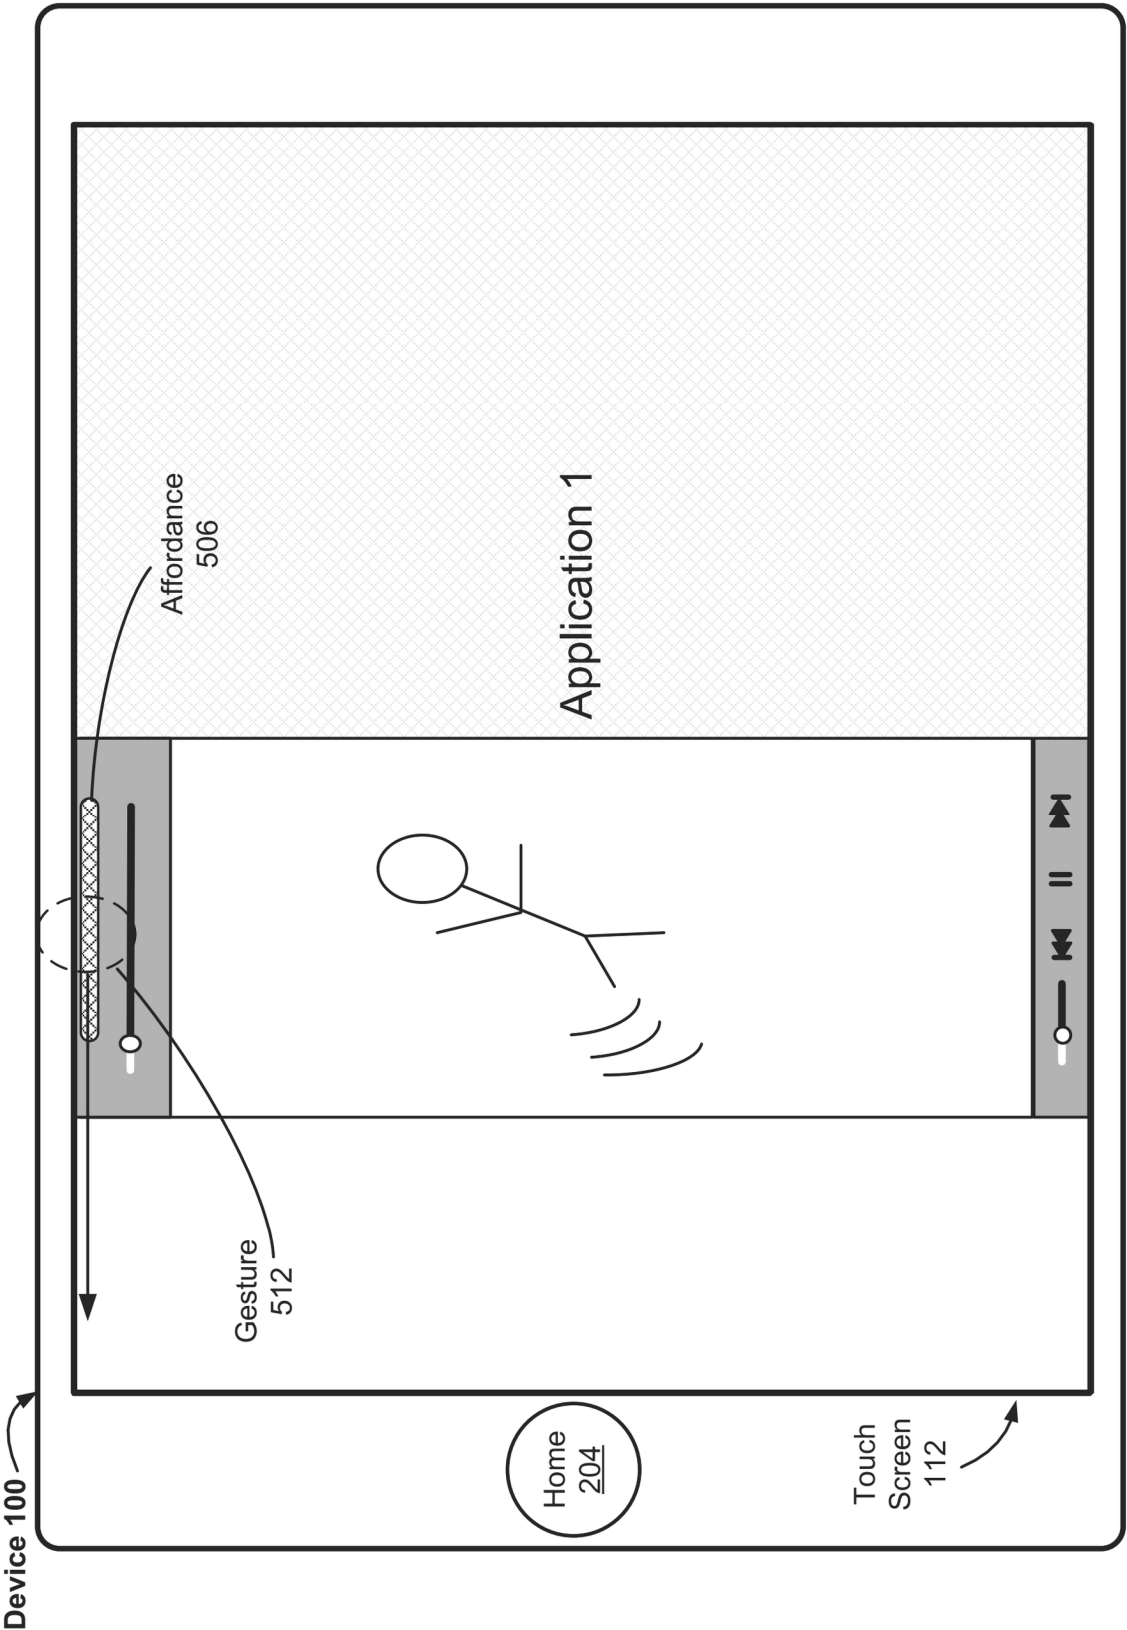 Device 100
Affordance
506
Application 1
Gesture
512
Home
204
Touch
Screen
112